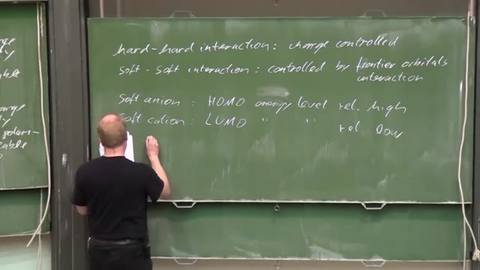 hard-hard interaction : charge controlled
soft-soft interaction : controlled by frontier orbitals
interaction
Soft anion : HOMO energy level rel. high
soft cation : LUMO " " rel. low